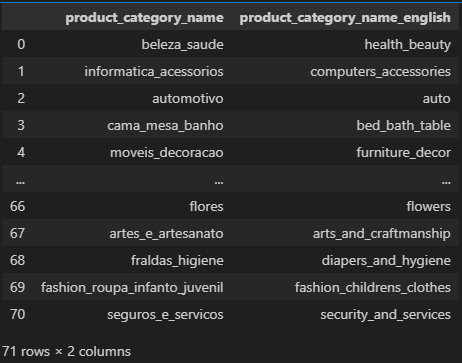 product_category_name product_category_name_english
0 beleza_saude health_beauty
1 informatica_acessorios computers_accessories
2 automotivo auto
3 cama_mesa_banho bed_bath_table
4 moveis_decoracao furniture_decor
... ... ...
66 flores flowers
67 artes_e_artesanato arts_and_craftmanship
68 fraldas_higiene diapers_and_hygiene
69 fashion_roupa_infanto_juvenil fashion_childrens_clothes
70 seguros_e_servicos security_and_services
71 rows × 2 columns